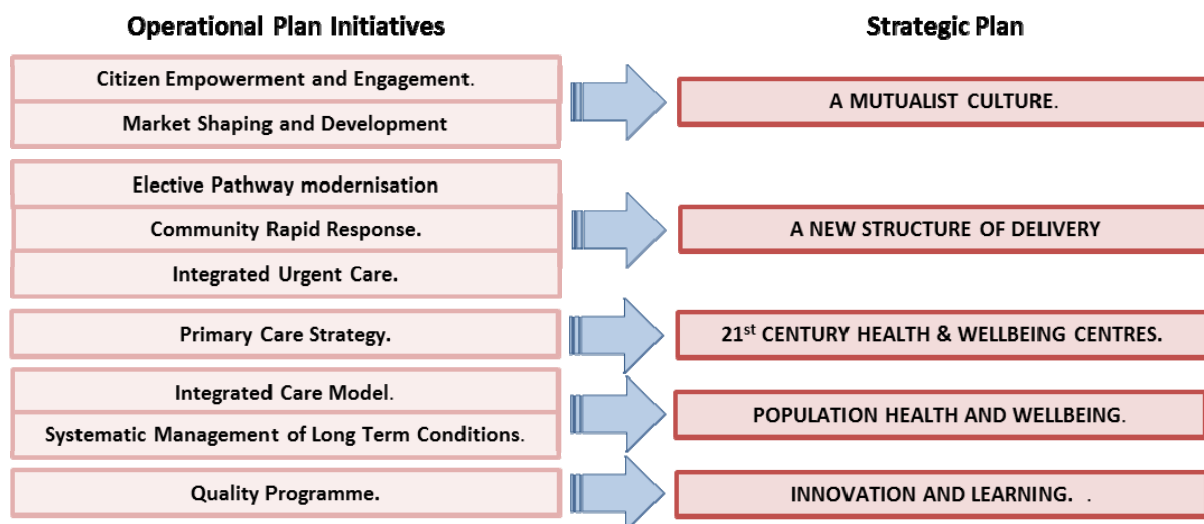 Operational Plan Initiatives
Strategic Plan
Citizen Empowerment and Engagement.
Market Shaping and Development
A MUTUALIST CULTURE.
Elective Pathway modernisation
Community Rapid Response.
Integrated Urgent Care.
A NEW STRUCTURE OF DELIVERY
Primary Care Strategy.
21st CENTURY HEALTH & WELLBEING CENTRES.
Integrated Care Model.
Systematic Management of Long Term Conditions.
POPULATION HEALTH AND WELLBEING.
Quality Programme.
INNOVATION AND LEARNING. .